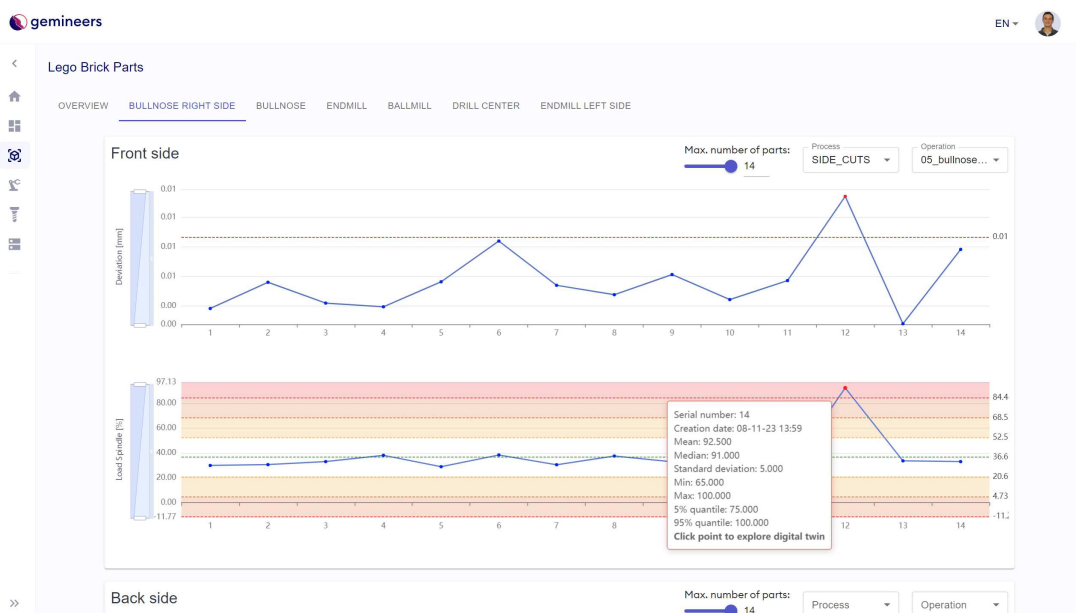 gemineers
EN
Lego Brick Parts
OVERVIEW BULLNOSE RIGHT SIDE BULLNOSE ENDMILL BALLMILL DRILL CENTER ENDMILL LEFT SIDE
Front side
Max. number of parts:
14
Process
SIDE_CUTS
Operation
05_bullnose...
Deviation [mm]
0.01
0.01
0.01
0.01
0.01
0.00
0.00
1 2 3 4 5 6 7 8 9 10 11 12 13 14
Load Spindle [%]
97.13
84.4
80.00
68.5
60.00
52.5
40.00
36.6
20.00
20.6
4.73
0.00
-11.77
-11.2
1 2 3 4 5 6 7 8 12 13 14
Serial number: 14
Creation date: 08-11-23 13:59
Mean: 92.500
Median: 91.000
Standard deviation: 5.000
Min: 65.000
Max: 100.000
5% quantile: 75.000
95% quantile: 100.000
Click point to explore digital twin
Back side
Max. number of parts:
14
Process
Operation